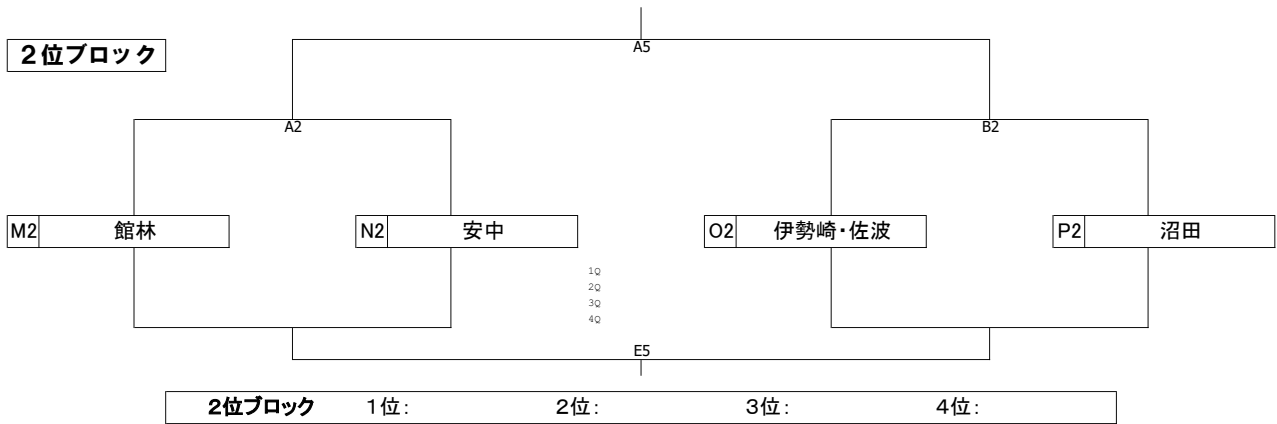 A5
２位ブロック
A2 B2
M2 館林 N2 安中 O2 伊勢崎・佐波 P2 沼田
1Q
2Q
3Q
4Q
E5
２位ブロック １位： ２位： ３位： ４位：